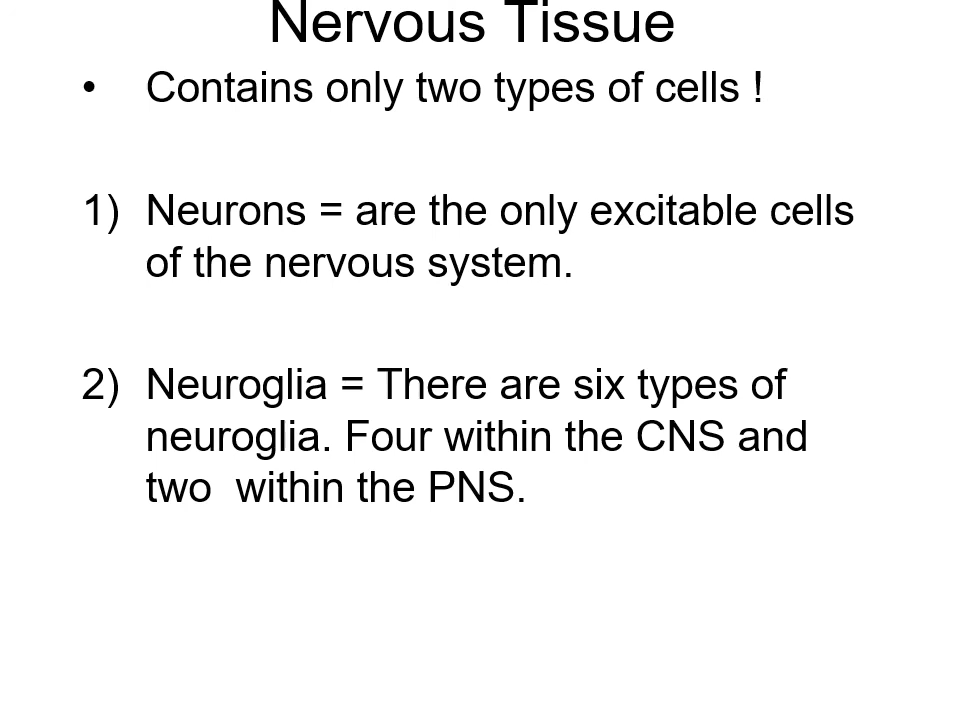 Nervous Tissue
• Contains only two types of cells !
1) Neurons = are the only excitable cells
of the nervous system.
2) Neuroglia = There are six types of
neuroglia. Four within the CNS and
two  within the PNS.